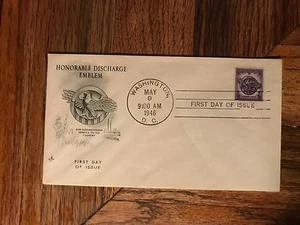 HONORABLE DISCHARGE
EMBLEM
FIRST DAY
OF ISSUE
WASHINGTON
MAY
9
9:00 AM
1946
D. C.
FIRST DAY OF ISSUE